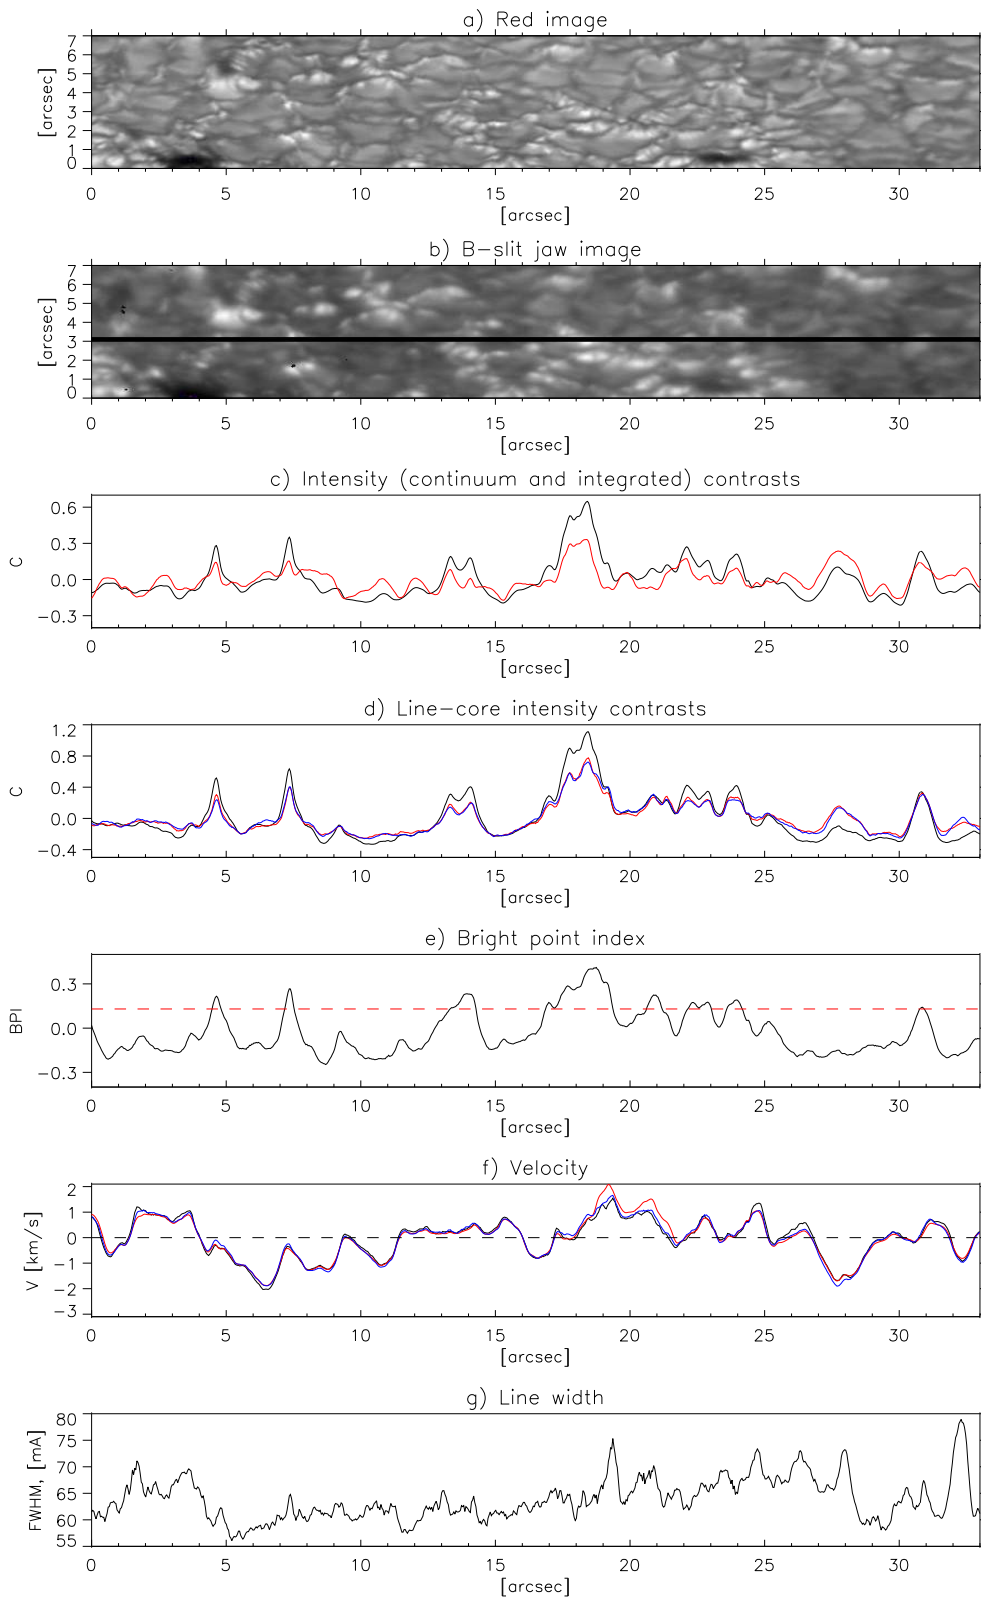 a) Red image
7
6
5
4
3
2
1
0
[arcsec]
0 5 10 15 20 25 30
[arcsec]
b) B-slit jaw image
7
6
5
4
3
2
1
0
[arcsec]
0 5 10 15 20 25 30
[arcsec]
c) Intensity (continuum and integrated) contrasts
0.6
0.3
0.0
-0.3
C
0 5 10 15 20 25 30
[arcsec]
d) Line-core intensity contrasts
1.2
0.8
0.4
0.0
-0.4
C
0 5 10 15 20 25 30
[arcsec]
e) Bright point index
0.3
0.0
-0.3
BPI
0 5 10 15 20 25 30
[arcsec]
f) Velocity
2
1
0
-1
-2
-3
V [km/s]
0 5 10 15 20 25 30
[arcsec]
g) Line width
80
75
70
65
60
55
FWHM, [mA]
0 5 10 15 20 25 30
[arcsec]